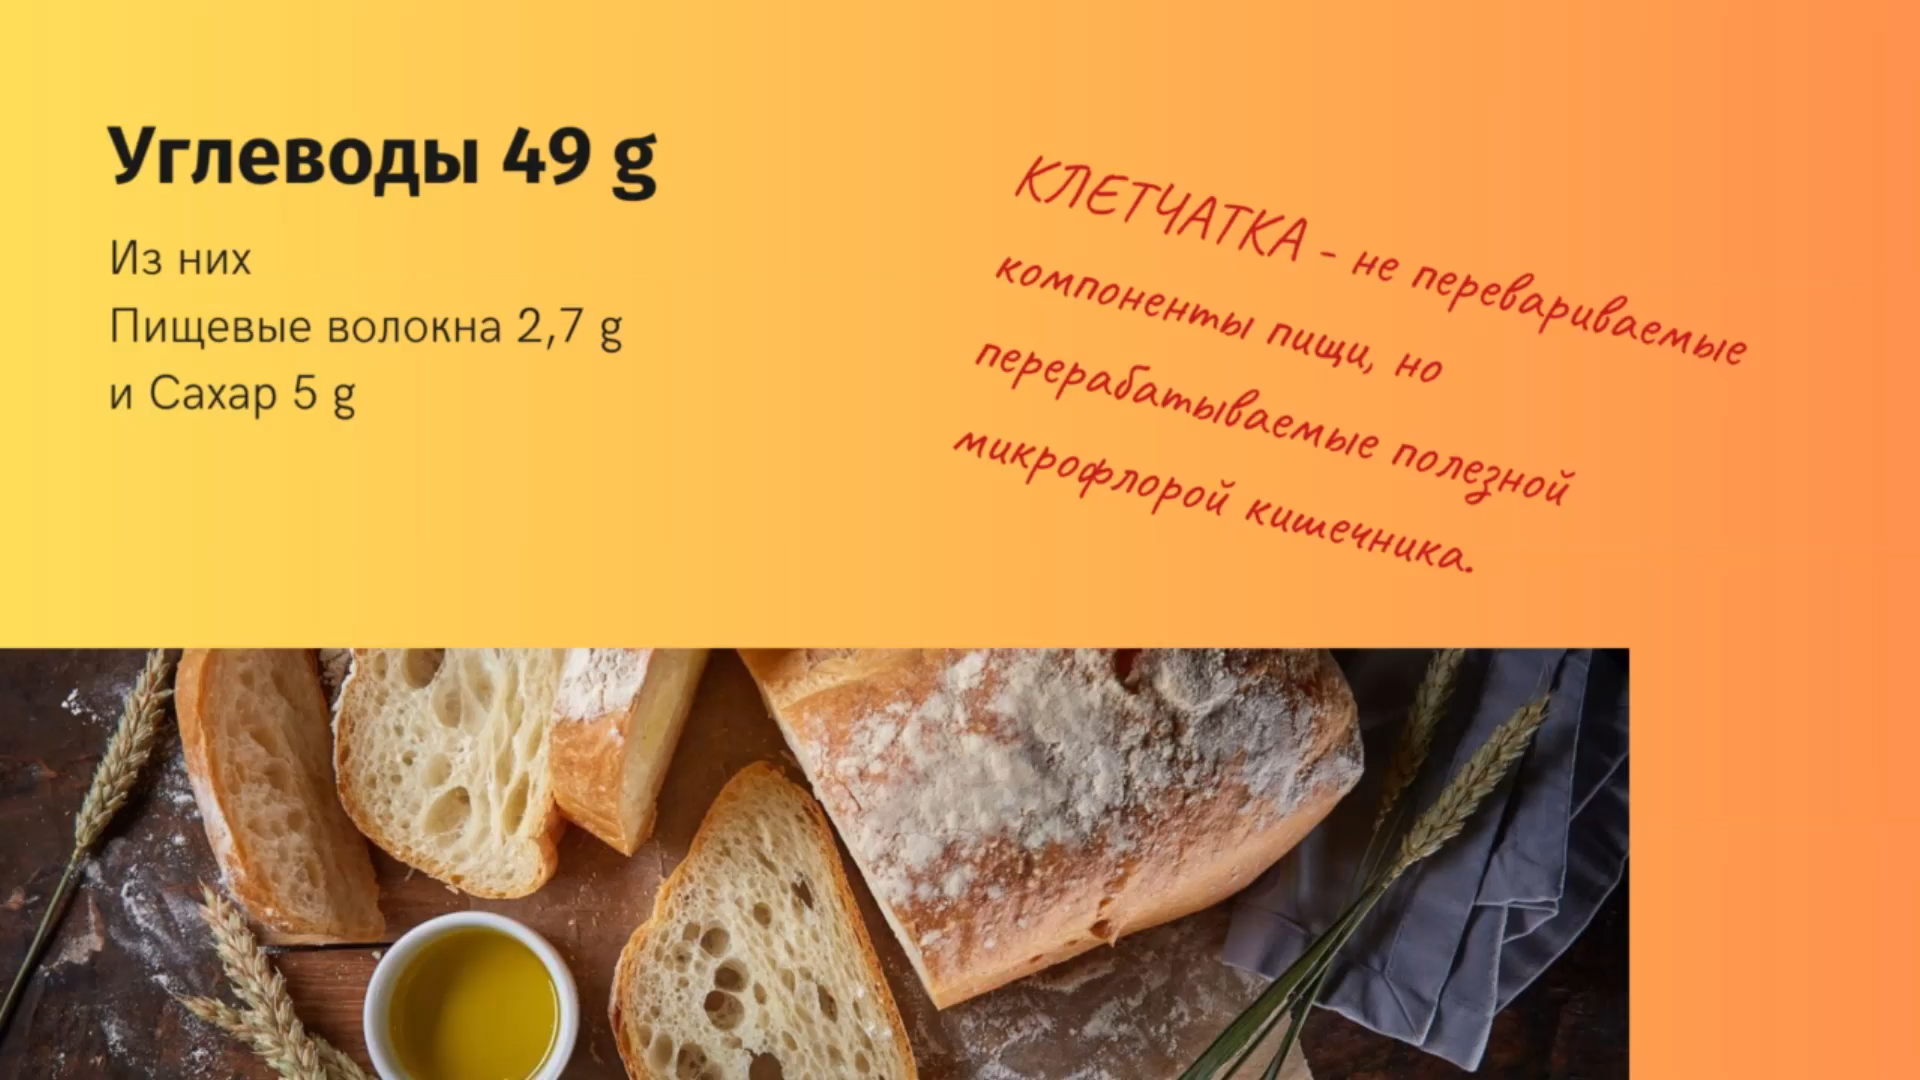 Углеводы 49 g
Из них
Пищевые волокна 2,7 g
и Сахар 5 g
КЛЕТЧАТКА - не перевариваемые
компоненты пищи, но
перерабатываемые полезной
микрофлорой кишечника.